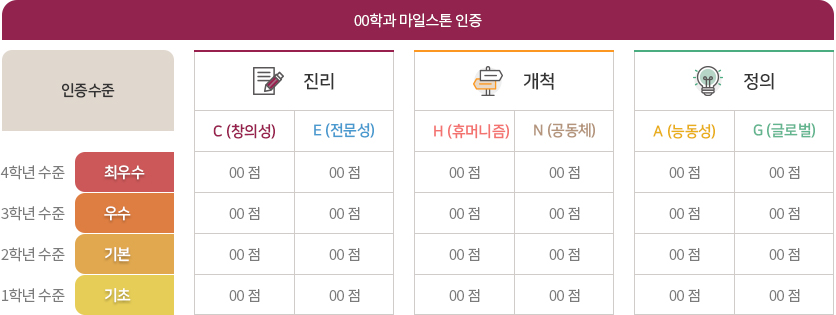 00학과 마일스톤 인증
인증수준 진리 개척 정의
C (창의성) E (전문성) H (휴머니즘) N (공동체) A (능동성) G (글로벌)
4학년 수준 최우수 00 점 00 점 00 점 00 점 00 점 00 점
3학년 수준 우수 00 점 00 점 00 점 00 점 00 점 00 점
2학년 수준 기본 00 점 00 점 00 점 00 점 00 점 00 점
1학년 수준 기초 00 점 00 점 00 점 00 점 00 점 00 점